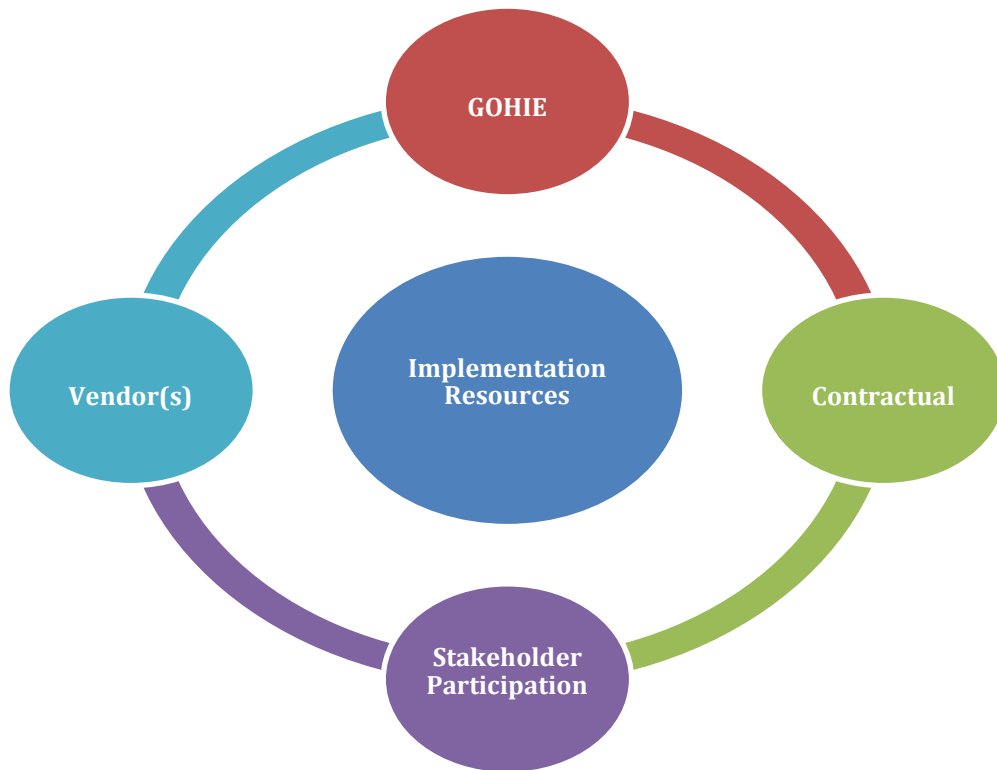 GOHIE
Implementation
Resources
Vendor(s)
Contractual
Stakeholder
Participation